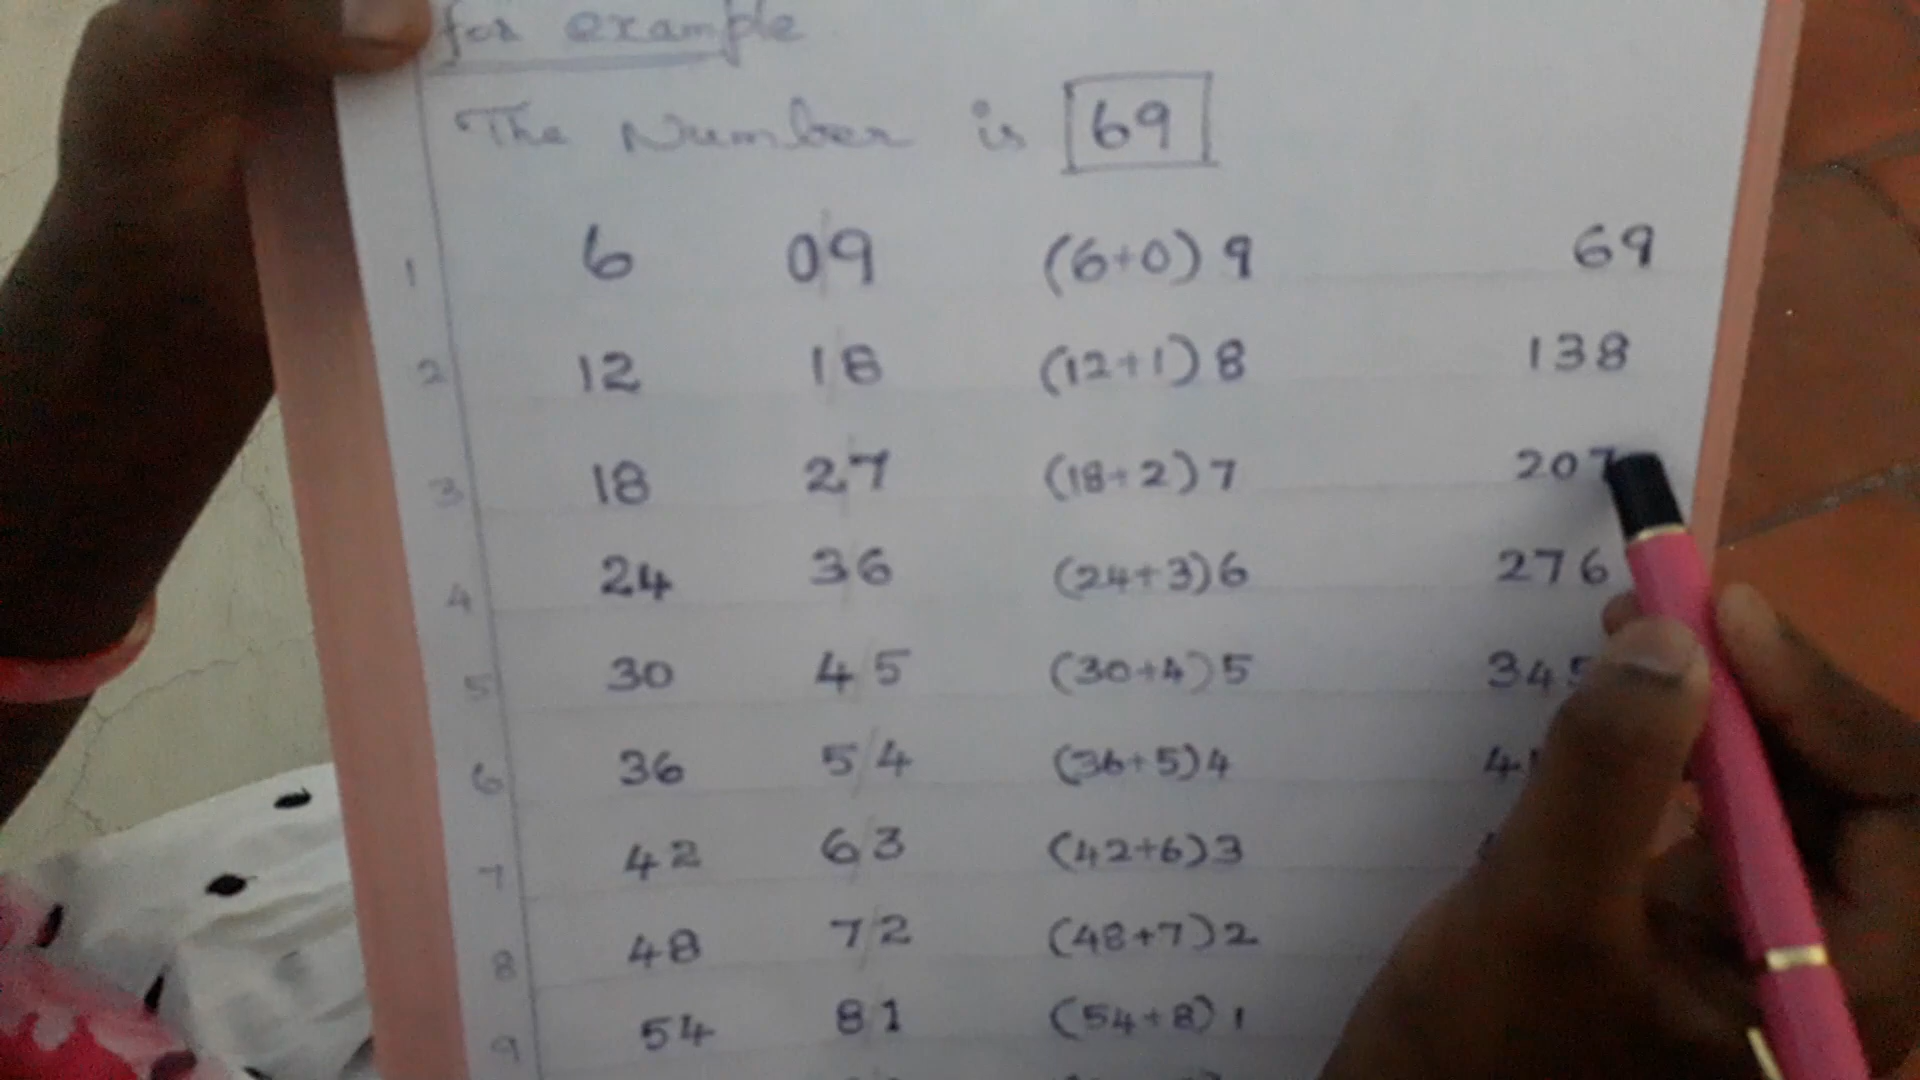 for example
The Number is 69
1 6 09 (6+0) 9 69
2 12 18 (12+1) 8 138
3 18 27 (18+2) 7 207
4 24 36 (24+3) 6 276
5 30 45 (30+4) 5 345
6 36 54 (36+5) 4
7 42 63 (42+6) 3
8 48 72 (48+7) 2
9 54 81 (54+8) 1